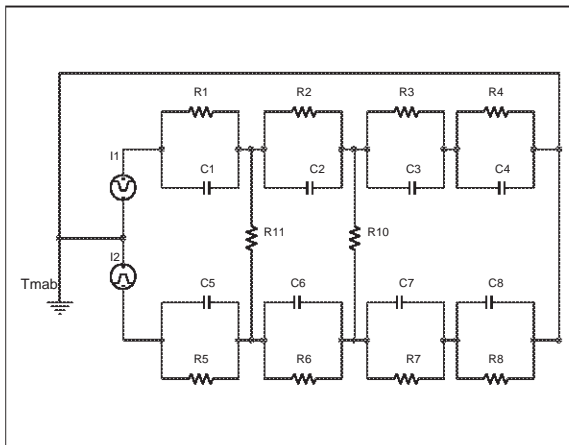 R1 R2 R3 R4
I1
C1 C2 C3 C4
R11 R10
I2
Tmab
C5 C6 C7 C8
R5 R6 R7 R8